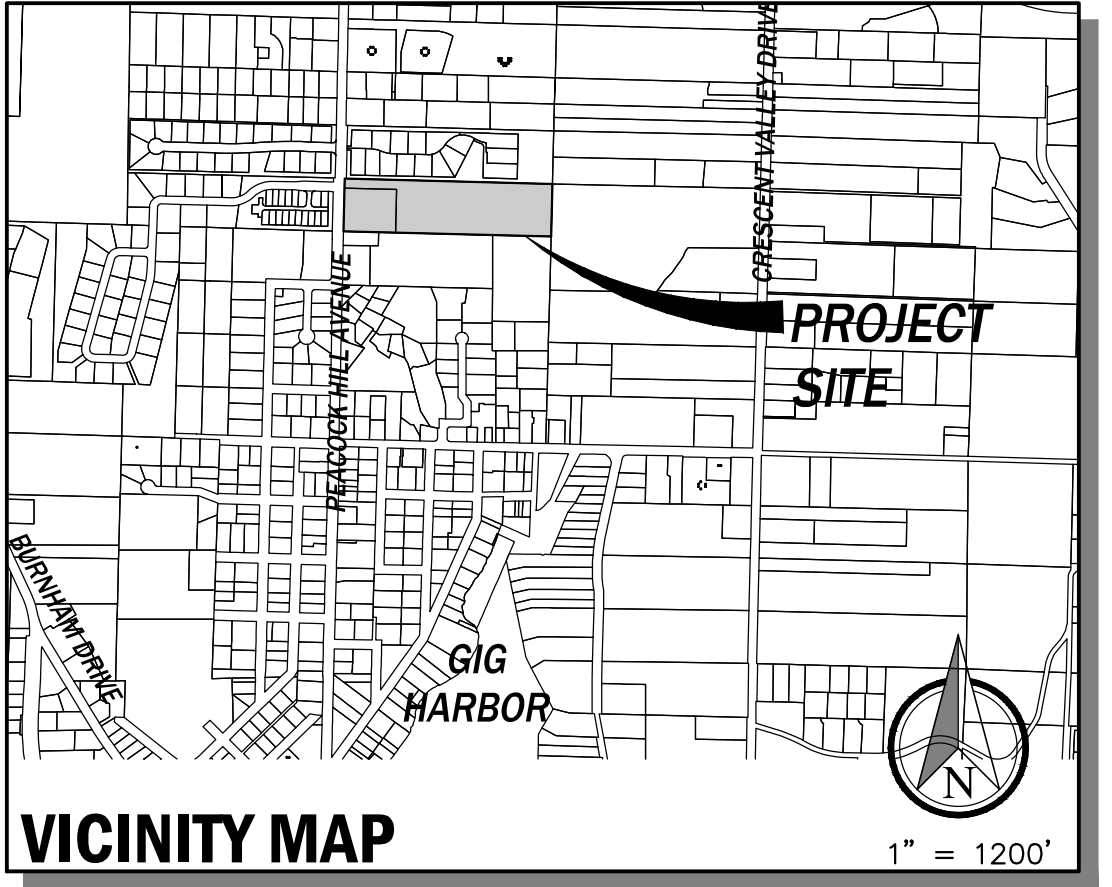 CRESCENT VALLEY DRIVE
PEACOCK HILL AVENUE
PROJECT
SITE
BURNHAM DRIVE
GIG
HARBOR
N
VICINITY MAP
1" = 1200'